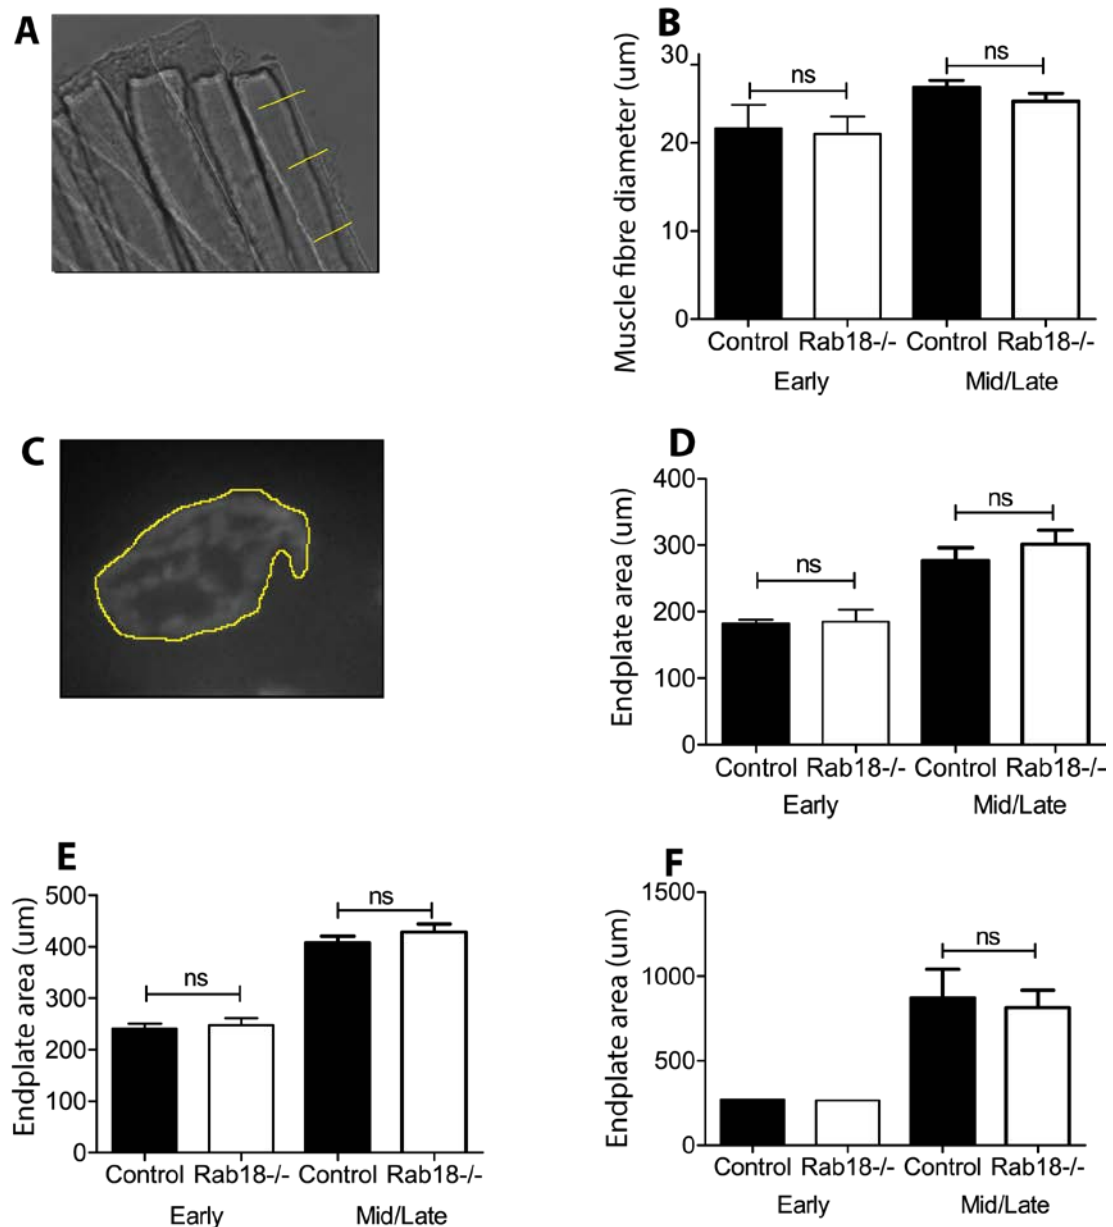 A
B
Muscle fibre diameter (um)
30
20
10
0
ns
ns
Control Rab18-/- Control Rab18-/-
Early Mid/Late
C
D
Endplate area (um)
400
300
200
100
0
ns
ns
Control Rab18-/- Control Rab18-/-
Early Mid/Late
E
Endplate area (um)
500
400
300
200
100
0
ns
ns
Control Rab18-/- Control Rab18-/-
Early Mid/Late
F
Endplate area (um)
1500
1000
500
0
ns
Control Rab18-/- Control Rab18-/-
Early Mid/Late